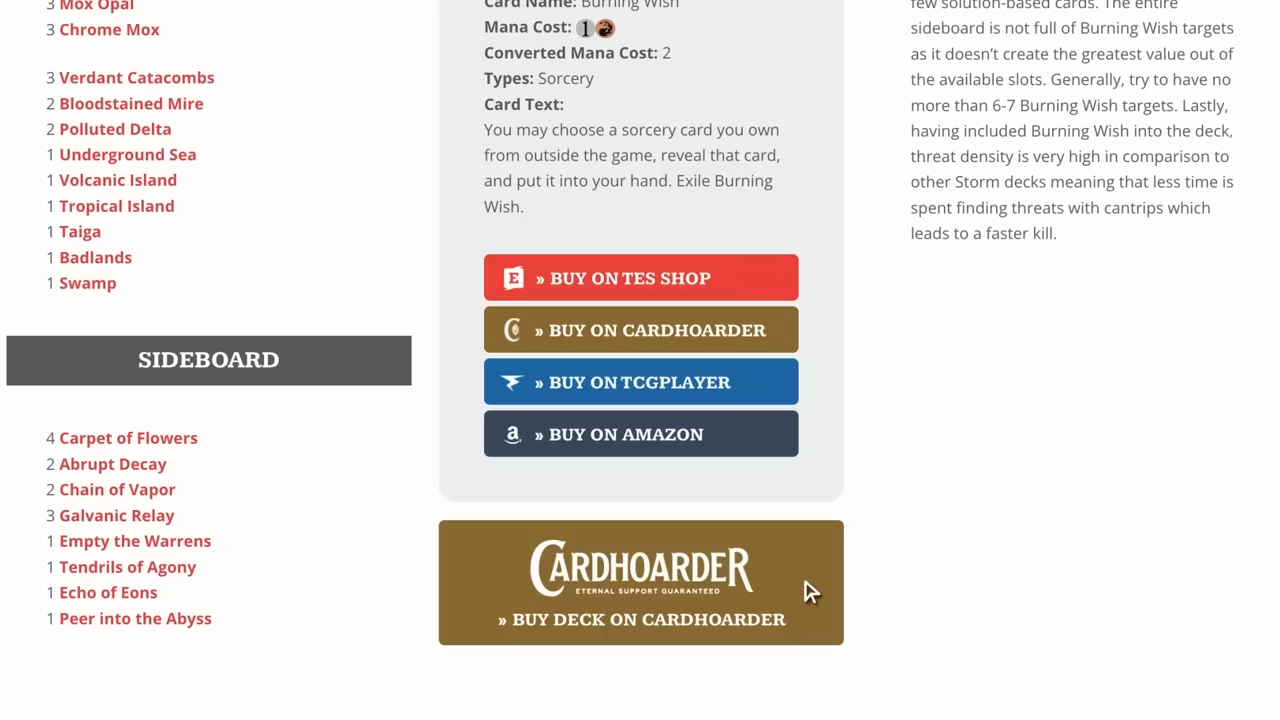 3 Mox Opal
3 Chrome Mox
3 Verdant Catacombs
2 Bloodstained Mire
2 Polluted Delta
1 Underground Sea
1 Volcanic Island
1 Tropical Island
1 Taiga
1 Badlands
1 Swamp
SIDEBOARD
4 Carpet of Flowers
2 Abrupt Decay
2 Chain of Vapor
3 Galvanic Relay
1 Empty the Warrens
1 Tendrils of Agony
1 Echo of Eons
1 Peer into the Abyss
Card Name: Burning Wish
Mana Cost: 1
Converted Mana Cost: 2
Types: Sorcery
Card Text:
You may choose a sorcery card you own
from outside the game, reveal that card,
and put it into your hand. Exile Burning
Wish.
E » BUY ON TES SHOP
» BUY ON CARDHOARDER
» BUY ON TCGPLAYER
a » BUY ON AMAZON
CARDHOARDER
ETERNAL SUPPORT GUARANTEED
» BUY DECK ON CARDHOARDER
few solution-based cards. The entire
sideboard is not full of Burning Wish targets
as it doesn’t create the greatest value out of
the available slots. Generally, try to have no
more than 6-7 Burning Wish targets. Lastly,
having included Burning Wish into the deck,
threat density is very high in comparison to
other Storm decks meaning that less time is
spent finding threats with cantrips which
leads to a faster kill.